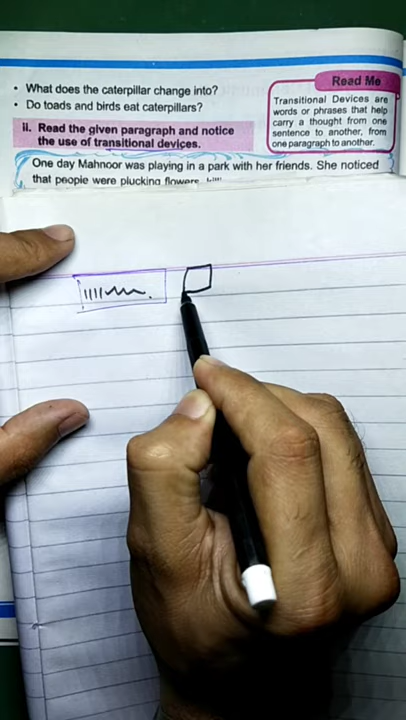 • What does the caterpillar change into?
• Do toads and birds eat caterpillars?
ii. Read the given paragraph and notice
the use of transitional devices.
One day Mahnoor was playing in a park with her friends. She noticed
that people were plucking flowers
Read Me
Transitional Devices are
words or phrases that help
carry a thought from one
sentence to another, from
one paragraph to another.